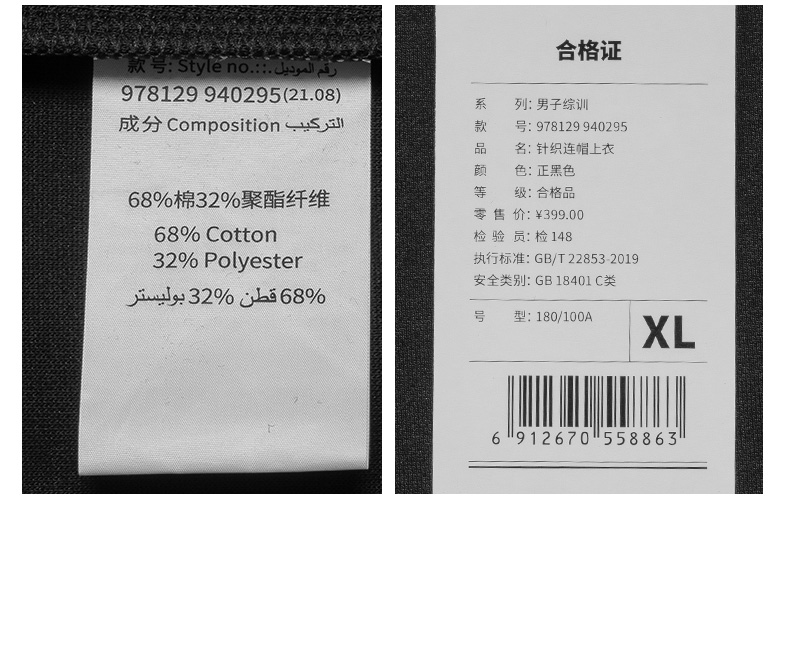 款 号: Style no.::.رقم الموديل
978129 940295(21.08)
成分 Composition التركيب
68%棉32%聚酯纤维
68% Cotton
32% Polyester
68% قطن 32% بوليستر
合格证
系 列: 男子综训
款 号: 978129 940295
品 名: 针织连帽上衣
颜 色: 正黑色
等 级: 合格品
零 售 价: ¥399.00
检 验 员: 检 148
执行标准: GB/T 22853-2019
安全类别: GB 18401 C类
号 型: 180/100A
XL
6 912670 558863